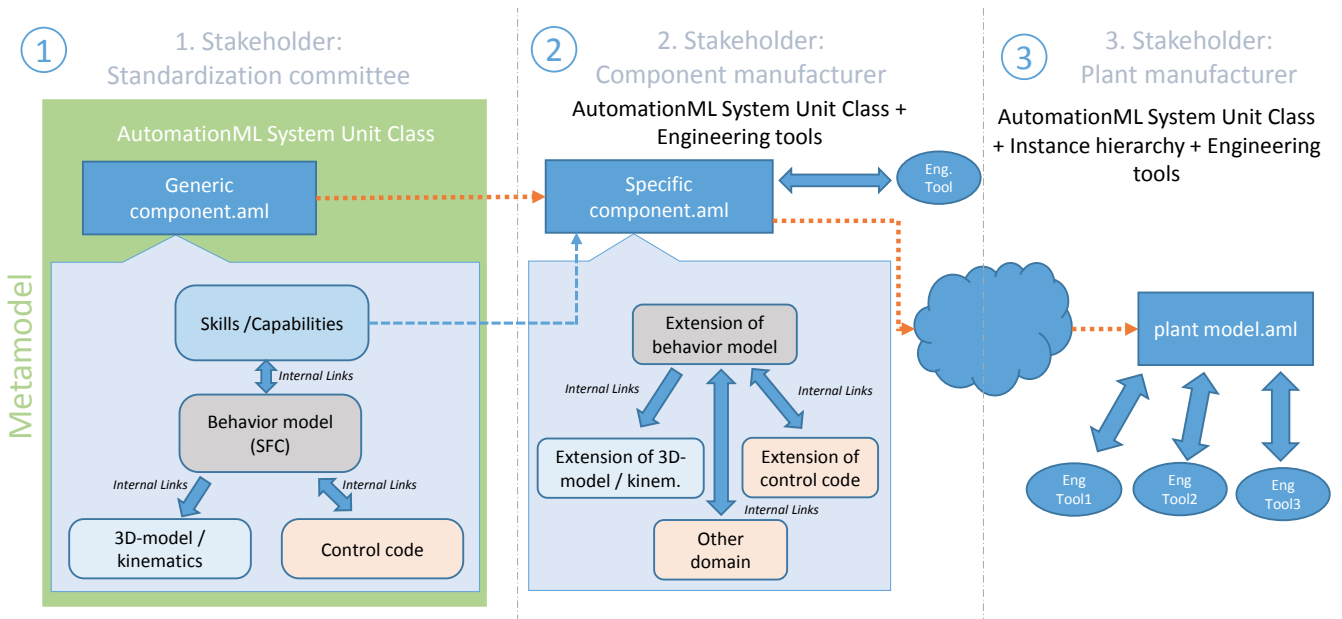 1
1. Stakeholder:
Standardization committee
Metamodel
AutomationML System Unit Class
Generic
component.aml
Skills /Capabilities
Internal Links
Behavior model
(SFC)
Internal Links
Internal Links
3D-model /
kinematics
Control code
2
2. Stakeholder:
Component manufacturer
AutomationML System Unit Class +
Engineering tools
Specific
component.aml
Eng.
Tool
Extension of
behavior model
Internal Links
Internal Links
Extension of 3D-
model / kinem.
Extension of
control code
Internal Links
Other
domain
3
3. Stakeholder:
Plant manufacturer
AutomationML System Unit Class
+ Instance hierarchy + Engineering
tools
plant model.aml
Eng
Tool1
Eng
Tool2
Eng
Tool3